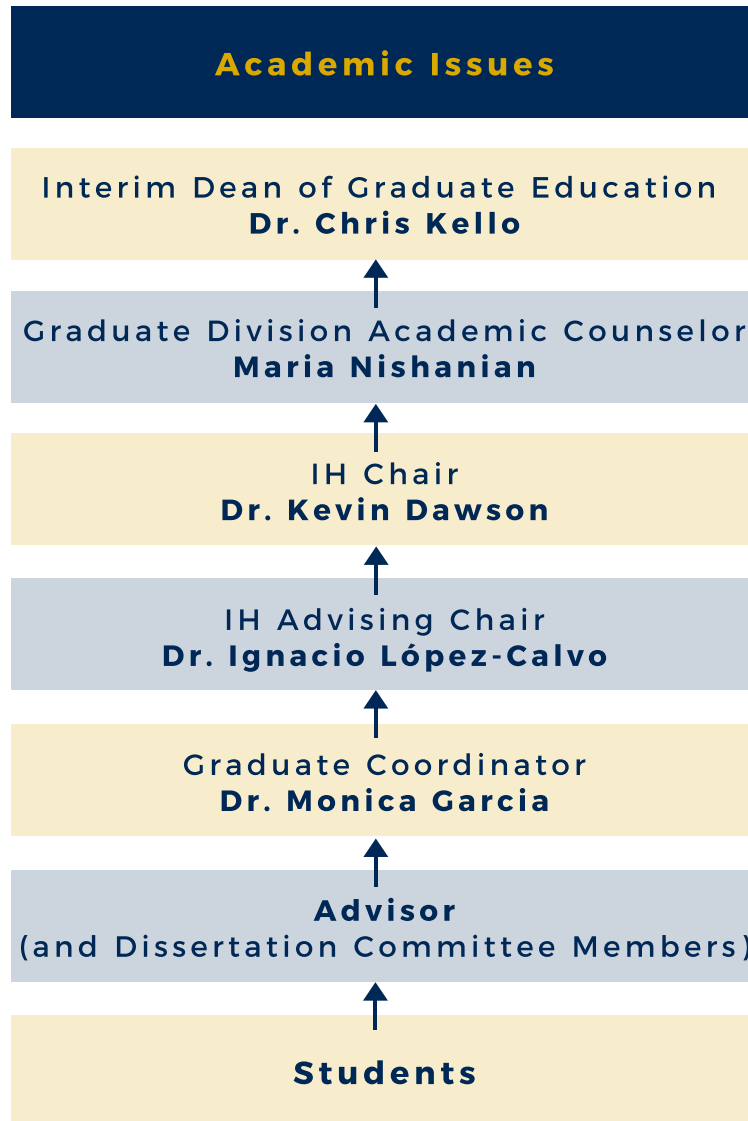 Academic Issues
Interim Dean of Graduate Education
Dr. Chris Kello
Graduate Division Academic Counselor
Maria Nishanian
IH Chair
Dr. Kevin Dawson
IH Advising Chair
Dr. Ignacio López-Calvo
Graduate Coordinator
Dr. Monica Garcia
Advisor
(and Dissertation Committee Members)
Students